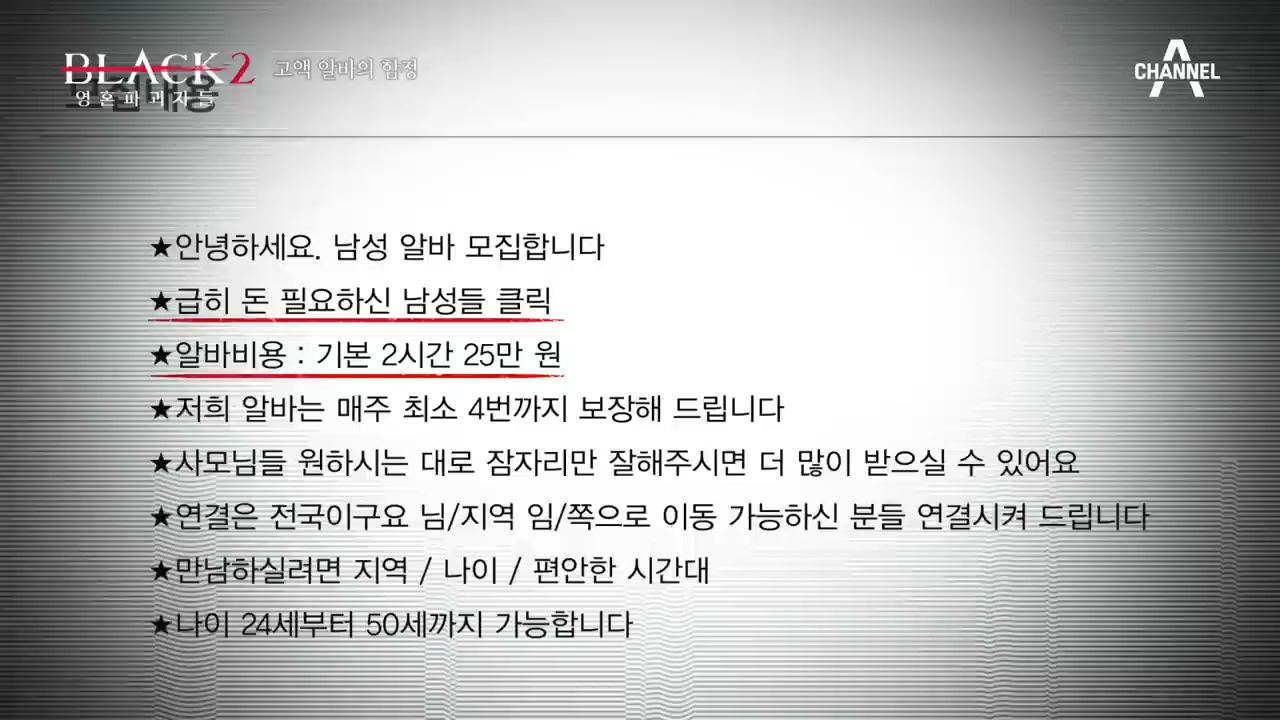 BLACK 2 고액 알바의 함정
영혼파괴자들
모집내용
CHANNEL A
★안녕하세요. 남성 알바 모집합니다
★급히 돈 필요하신 남성들 클릭
★알바비용 : 기본 2시간 25만 원
★저희 알바는 매주 최소 4번까지 보장해 드립니다
★사모님들 원하시는 대로 잠자리만 잘해주시면 더 많이 받으실 수 있어요
★연결은 전국이구요 님/지역 임/쪽으로 이동 가능하신 분들 연결시켜 드립니다
★만남하실려면 지역 / 나이 / 편안한 시간대
★나이 24세부터 50세까지 가능합니다